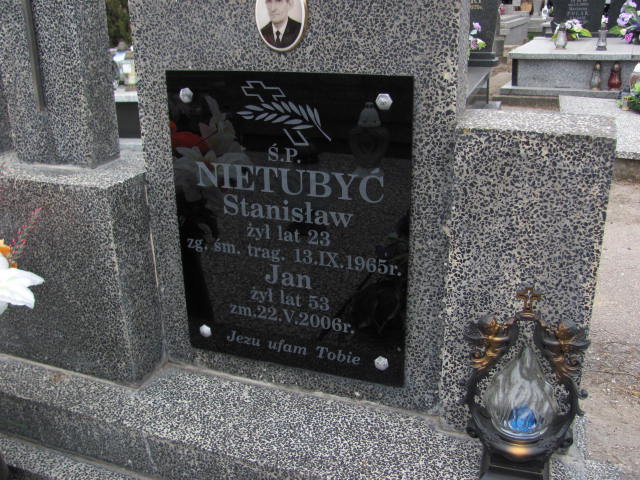 Ś.P.
NIETUBYĆ
Stanisław
żył lat 23
zg. śm. trag. 13.IX.1965r.
Jan
żył lat 53
zm.22.V.2006r.
Jezu ufam Tobie